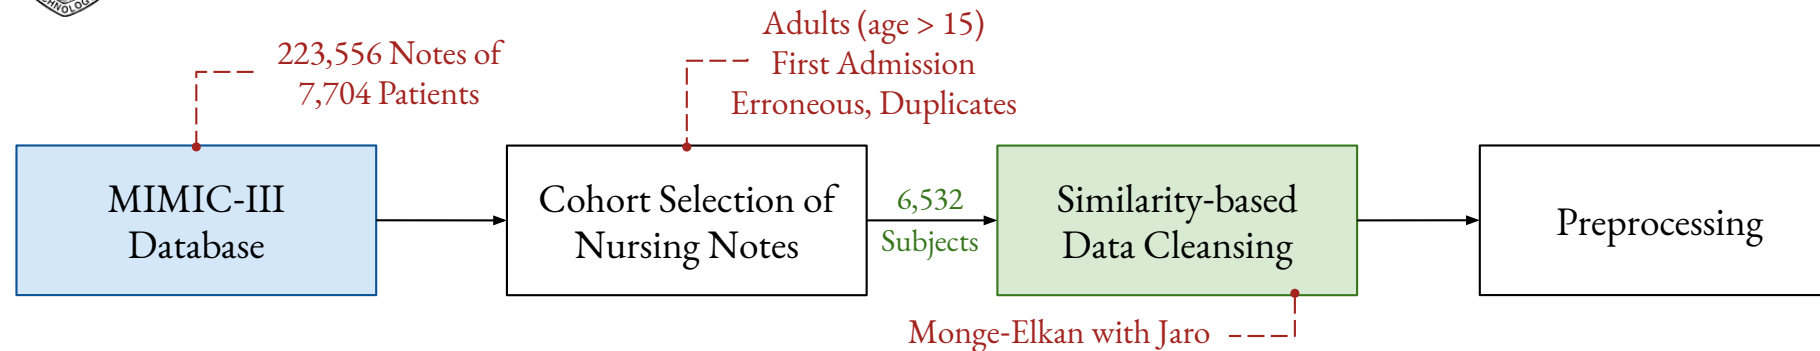 NOLOG
223,556 Notes of
7,704 Patients
Adults (age > 15)
First Admission
Erroneous, Duplicates
MIMIC-III
Database
Cohort Selection of
Nursing Notes
6,532
Subjects
Similarity-based
Data Cleansing
Preprocessing
Monge-Elkan with Jaro